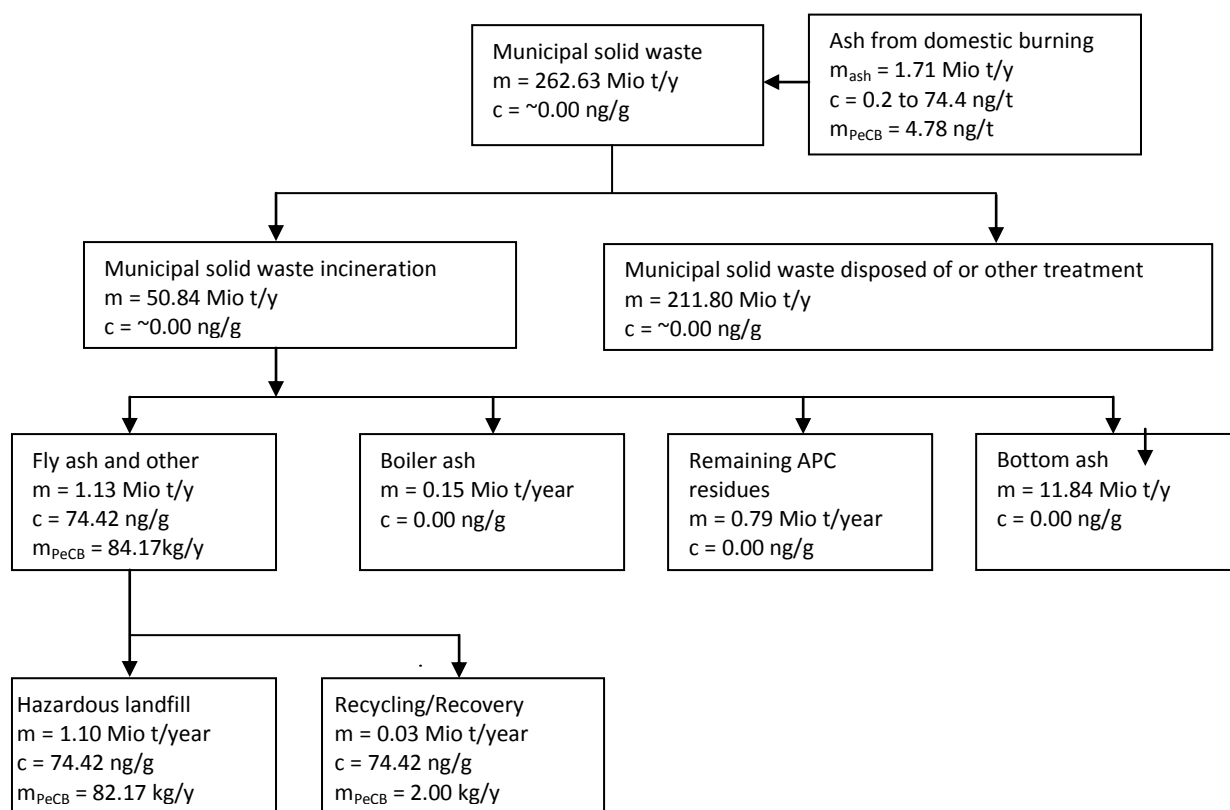 Municipal solid waste
m = 262.63 Mio t/y
c = ~0.00 ng/g
Ash from domestic burning
mash = 1.71 Mio t/y
c = 0.2 to 74.4 ng/t
mPeCB = 4.78 ng/t
Municipal solid waste incineration
m = 50.84 Mio t/y
c = ~0.00 ng/g
Municipal solid waste disposed of or other treatment
m = 211.80 Mio t/y
c = ~0.00 ng/g
Fly ash and other
m = 1.13 Mio t/y
c = 74.42 ng/g
mPeCB = 84.17kg/y
Boiler ash
m = 0.15 Mio t/year
c = 0.00 ng/g
Remaining APC
residues
m = 0.79 Mio t/year
c = 0.00 ng/g
Bottom ash
m = 11.84 Mio t/y
c = 0.00 ng/g
Hazardous landfill
m = 1.10 Mio t/year
c = 74.42 ng/g
mPeCB = 82.17 kg/y
Recycling/Recovery
m = 0.03 Mio t/year
c = 74.42 ng/g
mPeCB = 2.00 kg/y